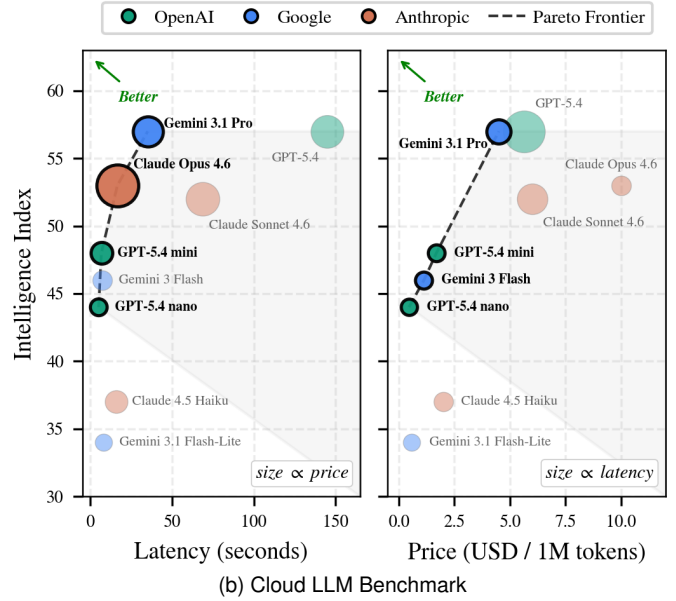 OpenAI Google Anthropic Pareto Frontier
Better
Gemini 3.1 Pro
GPT-5.4
Claude Opus 4.6
Claude Sonnet 4.6
GPT-5.4 mini
Gemini 3 Flash
GPT-5.4 nano
Claude 4.5 Haiku
Gemini 3.1 Flash-Lite
size ∝ price
60
55
50
45
40
35
30
Intelligence Index
0 50 100 150
Latency (seconds)
Better
GPT-5.4
Gemini 3.1 Pro
Claude Opus 4.6
Claude Sonnet 4.6
GPT-5.4 mini
Gemini 3 Flash
GPT-5.4 nano
Claude 4.5 Haiku
Gemini 3.1 Flash-Lite
size ∝ latency
0.0 2.5 5.0 7.5 10.0
Price (USD / 1M tokens)
(b) Cloud LLM Benchmark